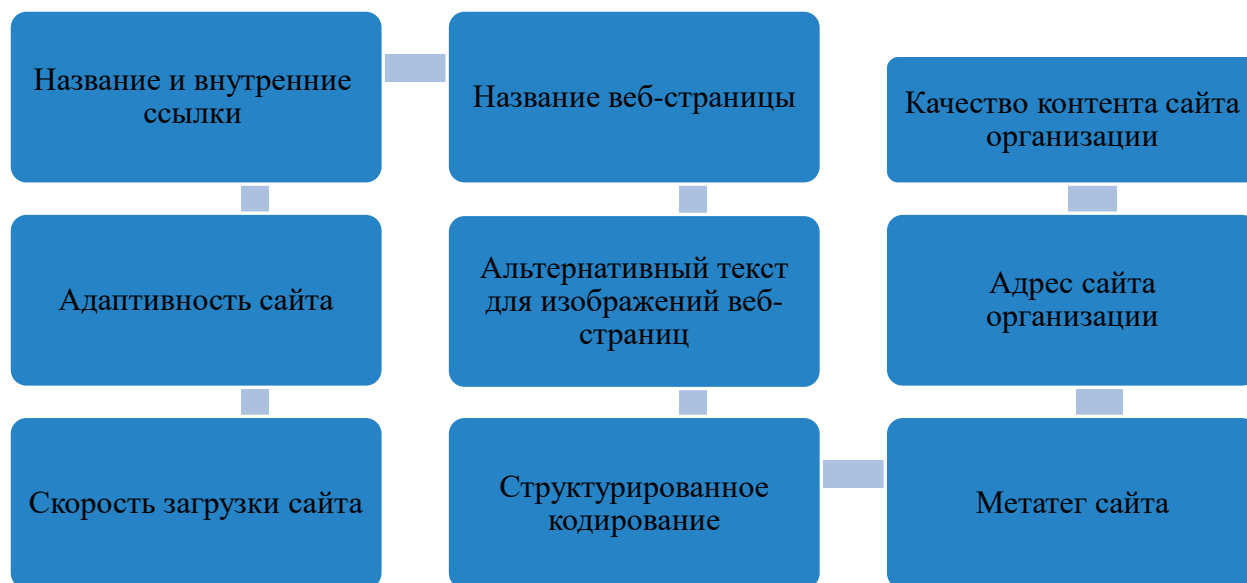 Название и внутренние
ссылки
Название веб-страницы
Качество контента сайта
организации
Адаптивность сайта
Альтернативный текст
для изображений веб-
страниц
Адрес сайта
организации
Скорость загрузки сайта
Структурированное
кодирование
Метатег сайта